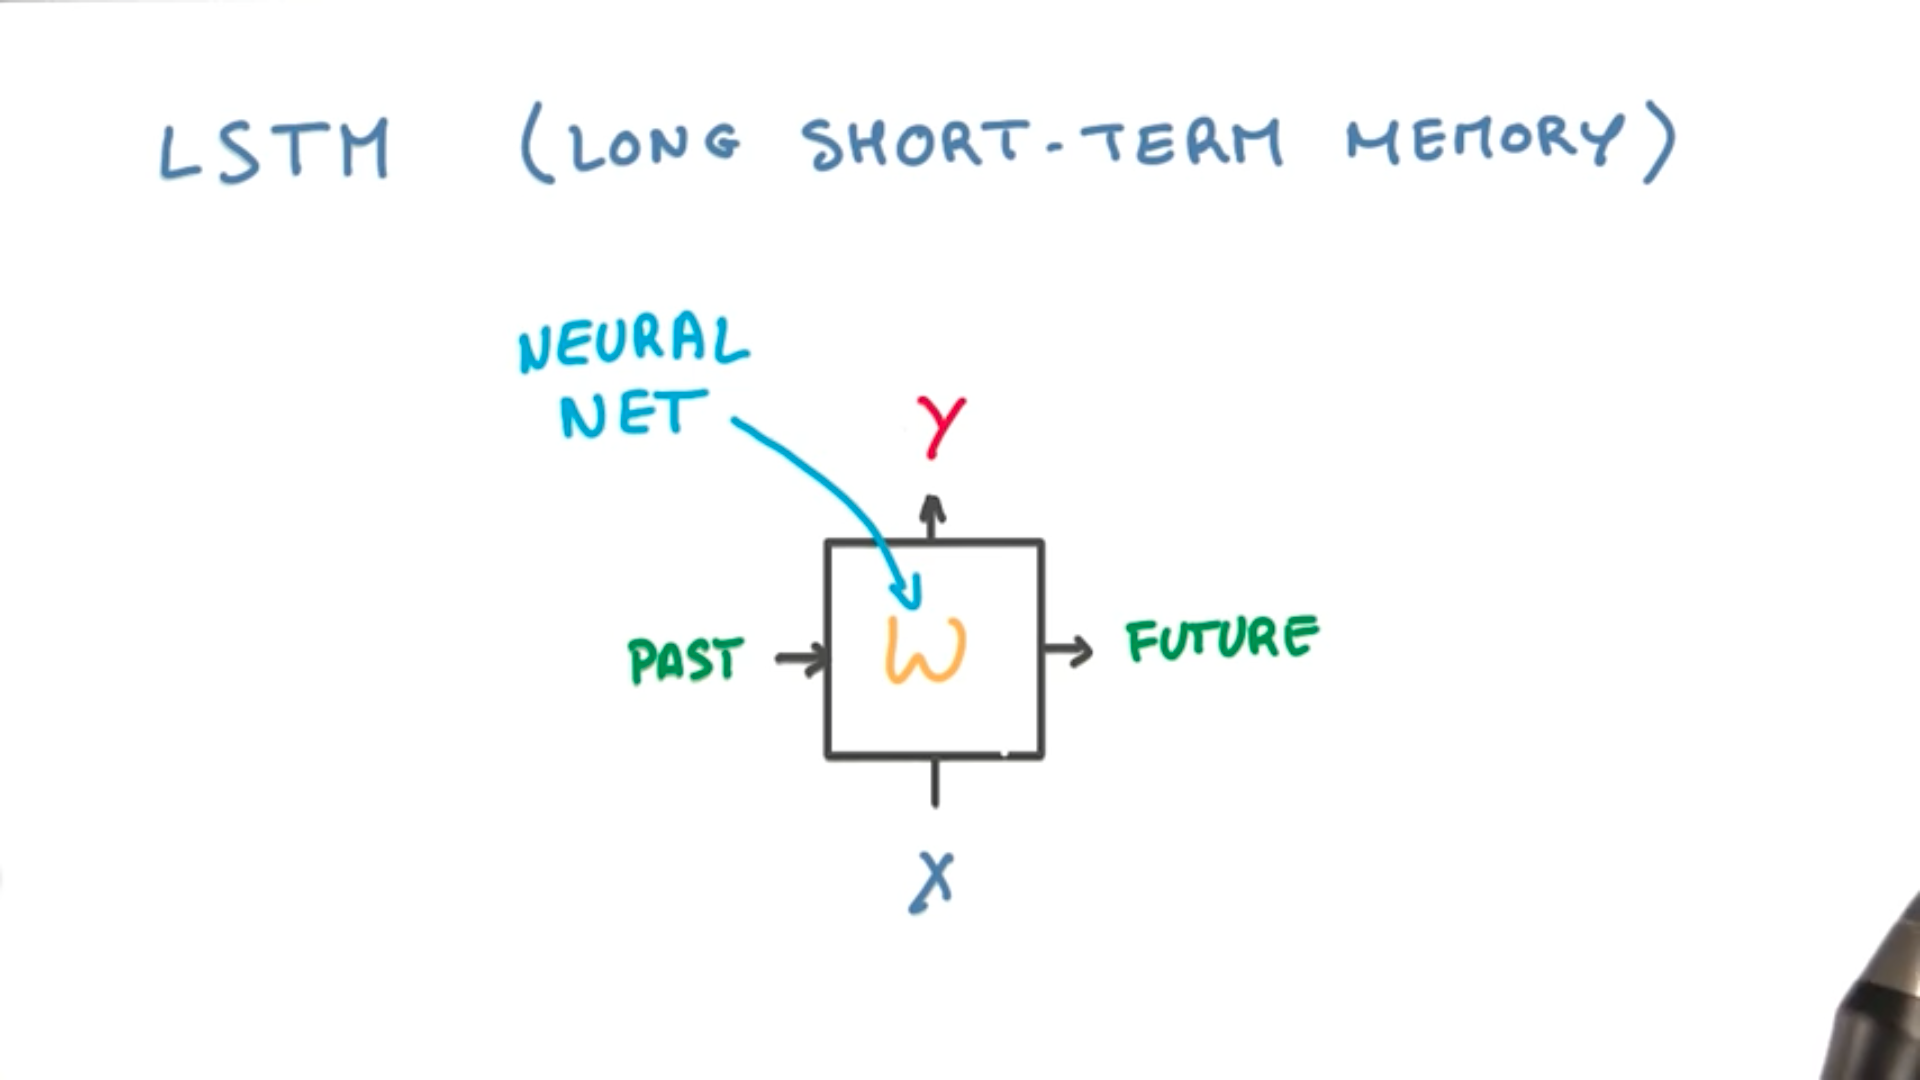 LSTM (LONG SHORT-TERM MEMORY)
NEURAL
NET
Y
PAST
W
FUTURE
X